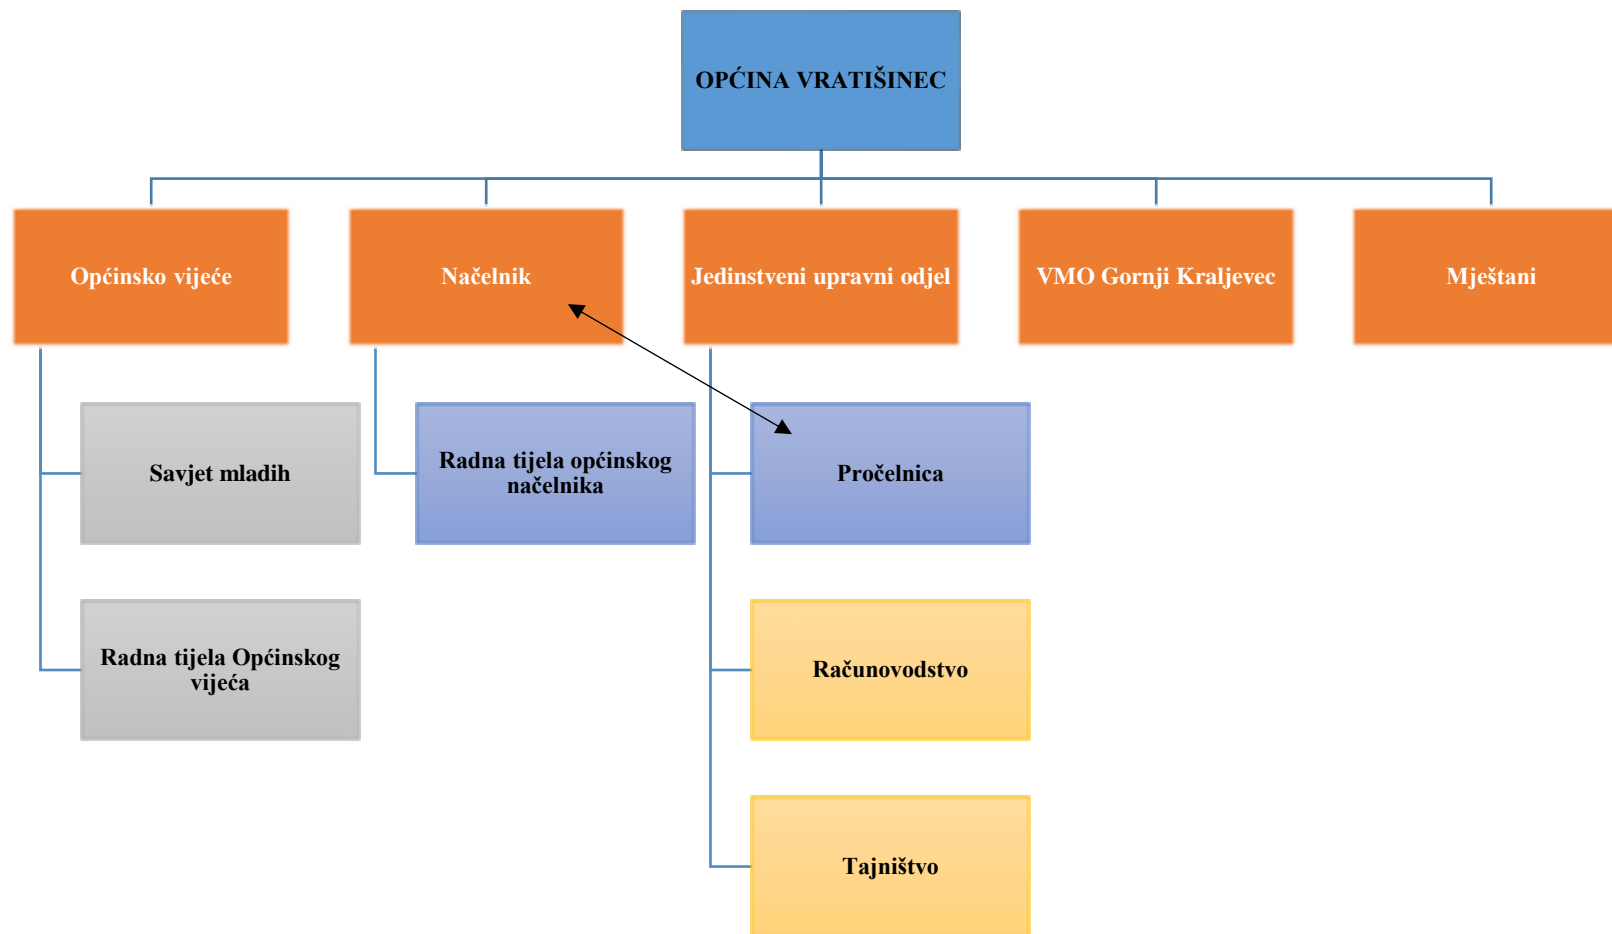 OPĆINA VRATIŠINEC
Općinsko vijeće
Načelnik
Jedinstveni upravni odjel
VMO Gornji Kraljevec
Mještani
Savjet mladih
Radna tijela općinskog
načelnika
Pročelnica
Radna tijela Općinskog
vijeća
Računovodstvo
Tajništvo